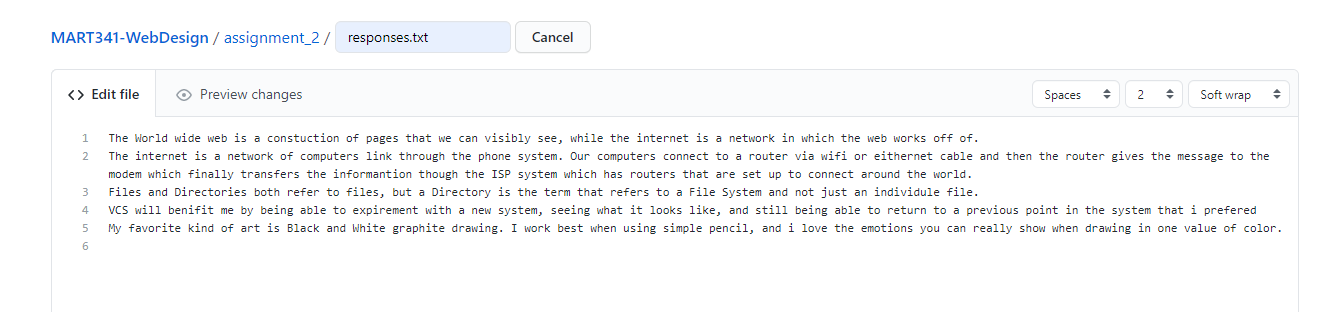 MART341-WebDesign / assignment_2 / responses.txt Cancel
<> Edit file Preview changes Spaces 2 Soft wrap
1 The World wide web is a constuction of pages that we can visibly see, while the internet is a network in which the web works off of.
2 The internet is a network of computers link through the phone system. Our computers connect to a router via wifi or eithernet cable and then the router gives the message to the
modem which finally transfers the informantion though the ISP system which has routers that are set up to connect around the world.
3 Files and Directories both refer to files, but a Directory is the term that refers to a File System and not just an individule file.
4 VCS will benifit me by being able to expirement with a new system, seeing what it looks like, and still being able to return to a previous point in the system that i prefered
5 My favorite kind of art is Black and White graphite drawing. I work best when using simple pencil, and i love the emotions you can really show when drawing in one value of color.
6